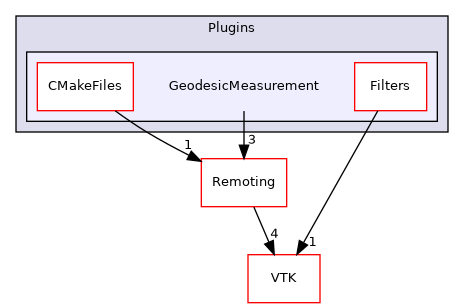 Plugins
CMakeFiles
GeodesicMeasurement
Filters
1
3
Remoting
4
1
VTK